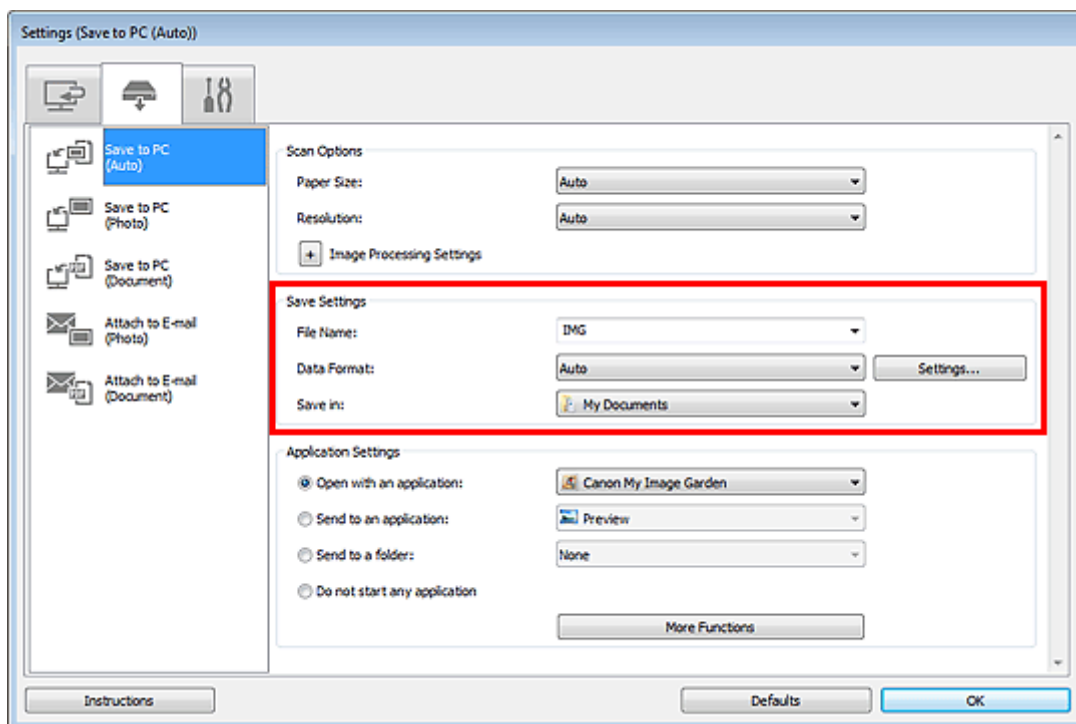 Settings (Save to PC (Auto))
Save to PC
(Auto)
Save to PC
(Photo)
Save to PC
(Document)
Attach to E-mail
(Photo)
Attach to E-mail
(Document)
Scan Options
Paper Size: Auto
Resolution: Auto
+ Image Processing Settings
Save Settings
File Name: IMG
Data Format: Auto Settings...
Save in: My Documents
Application Settings
Open with an application: Canon My Image Garden
Send to an application: Preview
Send to a folder: None
Do not start any application
More Functions
Instructions Defaults OK